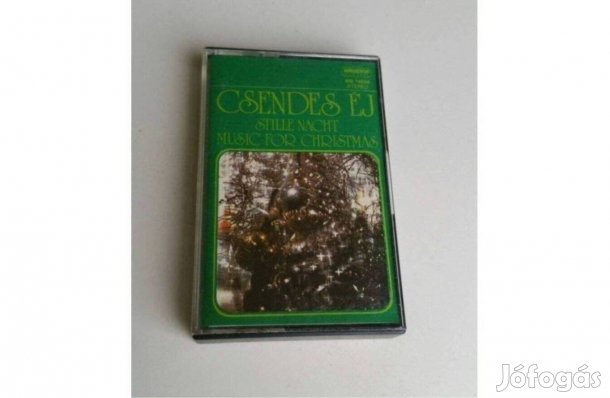 CSENDES ÉJ
STILLE NACHT
MUSIC FOR CHRISTMAS
STEREO
Jófogás